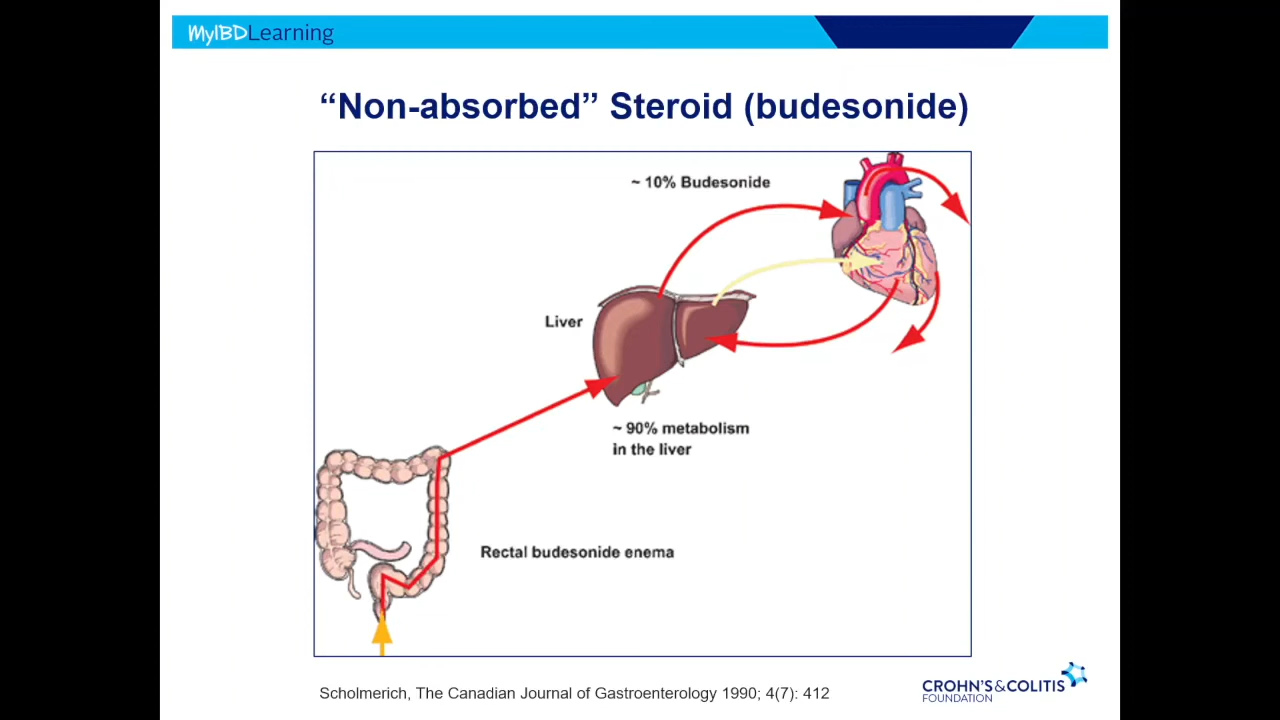 MyIBDLearning
“Non-absorbed” Steroid (budesonide)
~ 10% Budesonide
Liver
~ 90% metabolism
in the liver
Rectal budesonide enema
Scholmerich, The Canadian Journal of Gastroenterology 1990; 4(7): 412
CROHN'S&COLITIS
FOUNDATION